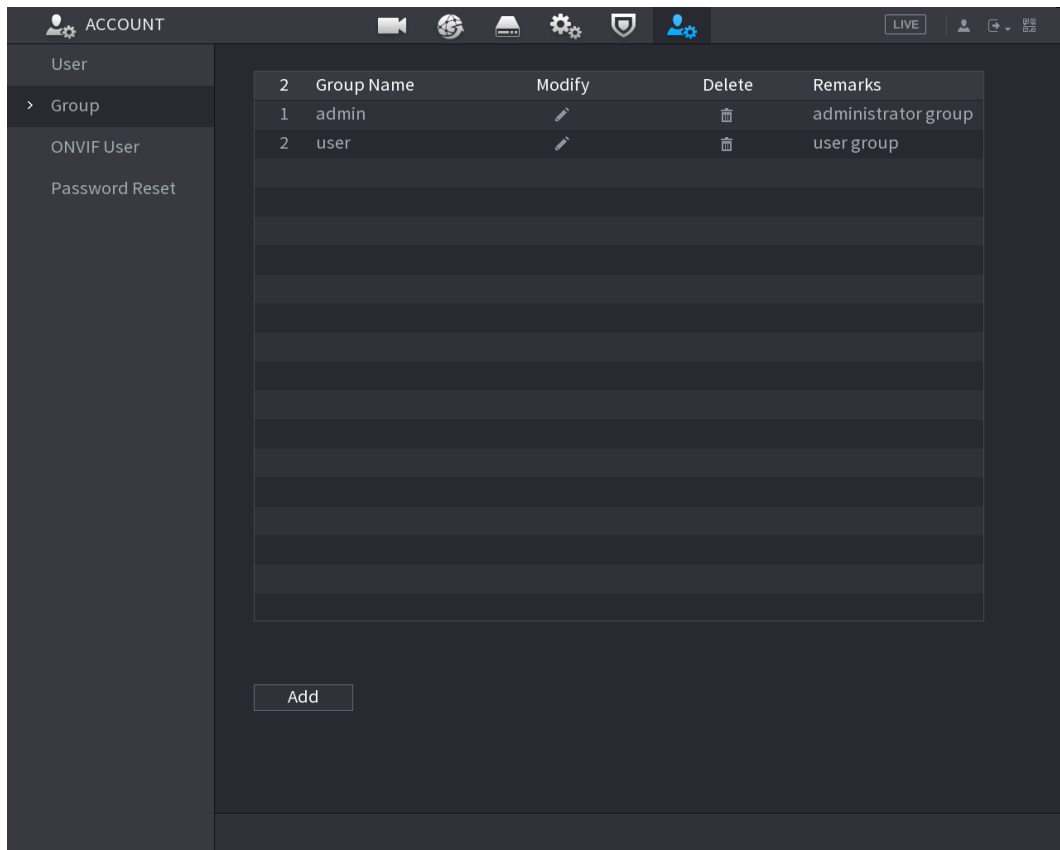 ACCOUNT
LIVE
User
Group
ONVIF User
Password Reset
2 Group Name Modify Delete Remarks
1 admin administrator group
2 user user group
Add